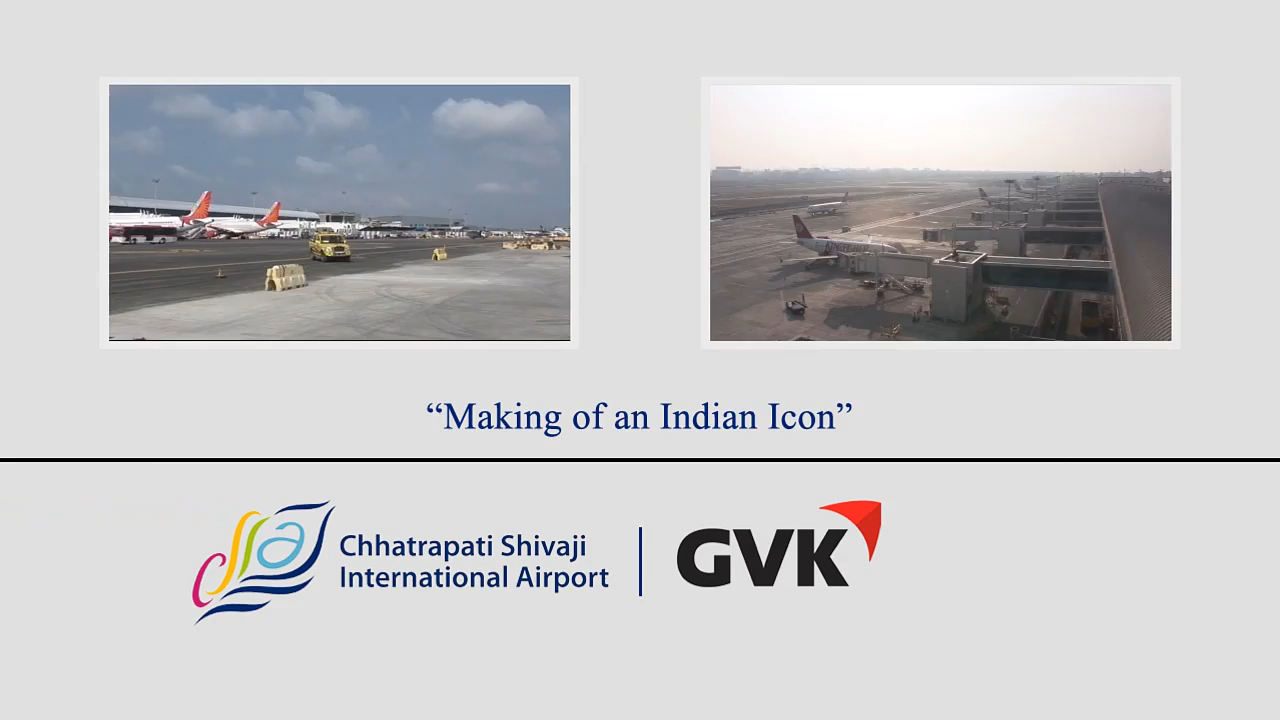 “Making of an Indian Icon”
Chhatrapati Shivaji
International Airport
GVK